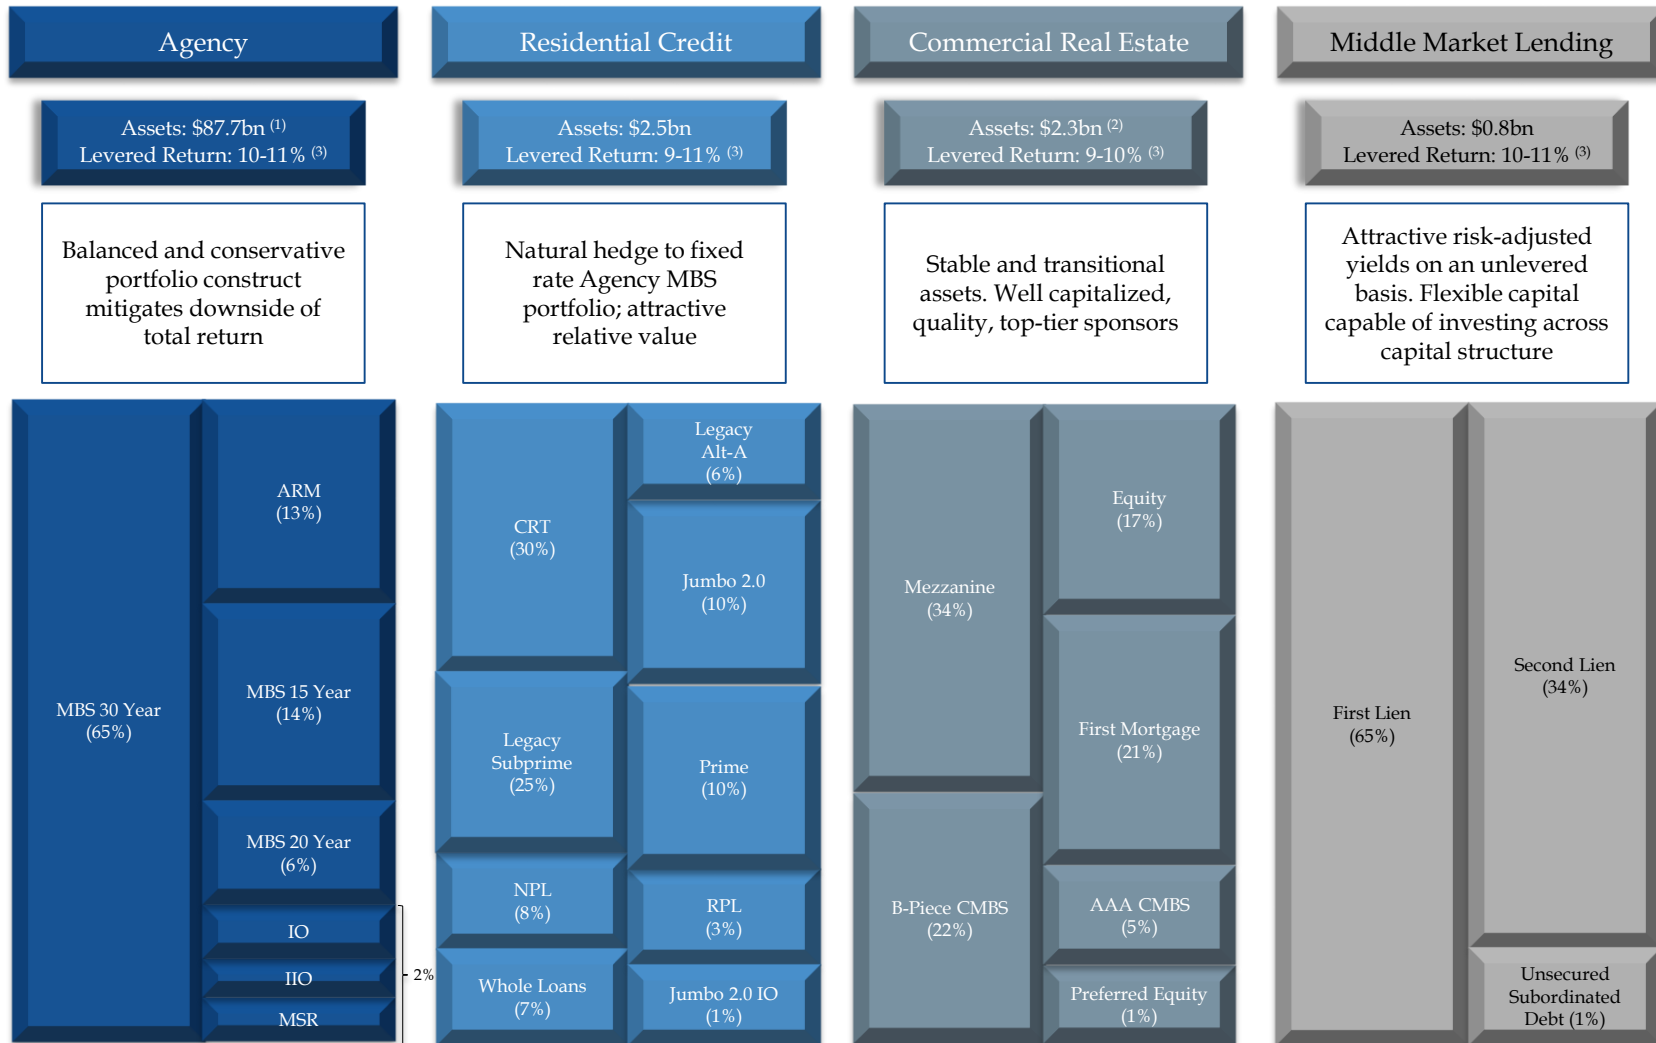 Agency
Assets: $87.7bn (1)
Levered Return: 10-11% (3)
Balanced and conservative
portfolio construct
mitigates downside of
total return
MBS 30 Year
(65%)
ARM
(13%)
MBS 15 Year
(14%)
MBS 20 Year
(6%)
IO
IIO
MSR
2%
Residential Credit
Assets: $2.5bn
Levered Return: 9-11% (3)
Natural hedge to fixed
rate Agency MBS
portfolio; attractive
relative value
CRT
(30%)
Legacy
Subprime
(25%)
NPL
(8%)
Whole Loans
(7%)
Legacy
Alt-A
(6%)
Jumbo 2.0
(10%)
Prime
(10%)
RPL
(3%)
Jumbo 2.0 IO
(1%)
Commercial Real Estate
Assets: $2.3bn (2)
Levered Return: 9-10% (3)
Stable and transitional
assets. Well capitalized,
quality, top-tier sponsors
Mezzanine
(34%)
B-Piece CMBS
(22%)
Equity
(17%)
First Mortgage
(21%)
AAA CMBS
(5%)
Preferred Equity
(1%)
Middle Market Lending
Assets: $0.8bn
Levered Return: 10-11% (3)
Attractive risk-adjusted
yields on an unlevered
basis. Flexible capital
capable of investing across
capital structure
First Lien
(65%)
Second Lien
(34%)
Unsecured
Subordinated
Debt (1%)